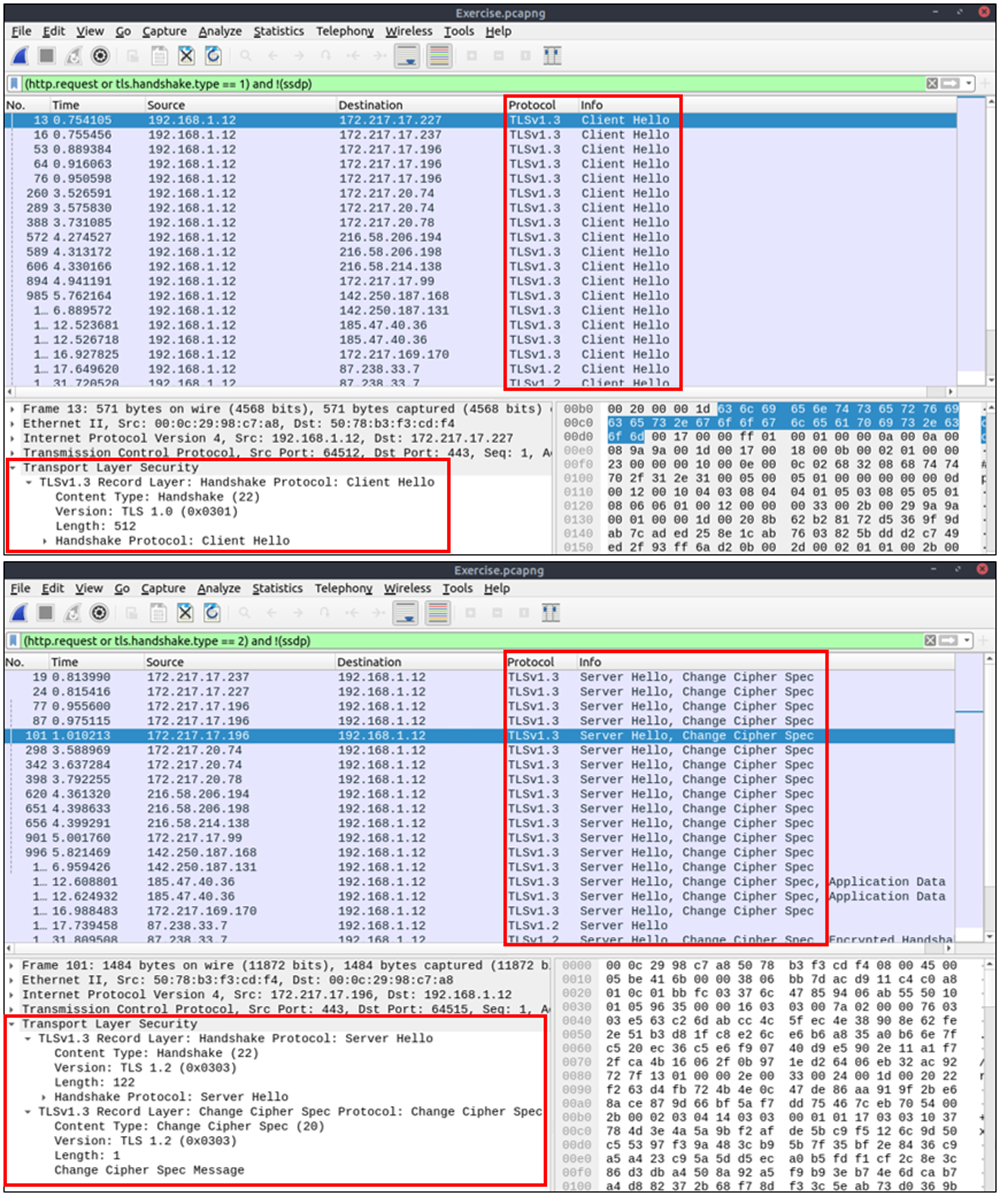 Exercise.pcapng
File Edit View Go Capture Analyze Statistics Telephony Wireless Tools Help
(http.request or tls.handshake.type == 1) and !(ssdp)
No. Time Source Destination Protocol Info
13 0.754105 192.168.1.12 172.217.17.227 TLSv1.3 Client Hello
16 0.755456 192.168.1.12 172.217.17.237 TLSv1.3 Client Hello
53 0.889384 192.168.1.12 172.217.17.196 TLSv1.3 Client Hello
64 0.916063 192.168.1.12 172.217.17.196 TLSv1.3 Client Hello
76 0.950598 192.168.1.12 172.217.17.196 TLSv1.3 Client Hello
260 3.526591 192.168.1.12 172.217.20.74 TLSv1.3 Client Hello
289 3.575830 192.168.1.12 172.217.20.74 TLSv1.3 Client Hello
388 3.731085 192.168.1.12 172.217.20.78 TLSv1.3 Client Hello
572 4.274527 192.168.1.12 216.58.206.194 TLSv1.3 Client Hello
589 4.313172 192.168.1.12 216.58.206.198 TLSv1.3 Client Hello
606 4.330166 192.168.1.12 216.58.214.138 TLSv1.3 Client Hello
894 4.941191 192.168.1.12 172.217.17.99 TLSv1.3 Client Hello
985 5.762164 192.168.1.12 142.250.187.168 TLSv1.3 Client Hello
1… 6.889572 192.168.1.12 142.250.187.131 TLSv1.3 Client Hello
1… 12.523681 192.168.1.12 185.47.40.36 TLSv1.3 Client Hello
1… 12.526718 192.168.1.12 185.47.40.36 TLSv1.3 Client Hello
1… 16.927825 192.168.1.12 172.217.169.170 TLSv1.3 Client Hello
1… 17.649620 192.168.1.12 87.238.33.7 TLSv1.2 Client Hello
1 31.720520 192.168.1.12 87.238.33.7 TLSv1.2 Client Hello
Frame 13: 571 bytes on wire (4568 bits), 571 bytes captured (4568 bits)
Ethernet II, Src: 00:0c:29:98:c7:a8, Dst: 50:78:b3:f3:cd:f4
Internet Protocol Version 4, Src: 192.168.1.12, Dst: 172.217.17.227
Transmission Control Protocol, Src Port: 64512, Dst Port: 443, Seq: 1, A
Transport Layer Security
TLSv1.3 Record Layer: Handshake Protocol: Client Hello
Content Type: Handshake (22)
Version: TLS 1.0 (0x0301)
Length: 512
Handshake Protocol: Client Hello
00b0 00 20 00 00 1d 63 6c 69 65 6e 74 73 65 72 76 69
00c0 63 65 73 2e 67 6f 6f 67 6c 65 61 70 69 73 2e 63
00d0 6f 6d 00 17 00 00 ff 01 00 01 00 00 0a 00 0a 00
00e0 08 9a 9a 00 1d 00 17 00 18 00 0b 00 02 01 00 00
00f0 23 00 00 00 10 00 0e 00 0c 02 68 32 08 68 74 74 #
0100 70 2f 31 2e 31 00 05 00 05 01 00 00 00 00 00 0d p
0110 00 12 00 10 04 03 08 04 04 01 05 03 08 05 05 01
0120 08 06 06 01 00 12 00 00 00 33 00 2b 00 29 9a 9a
0130 00 01 00 00 1d 00 20 8b 62 b2 81 72 d5 36 9f 9d
0140 ab 7c ad ed 25 8e 1c ab 76 03 82 5b dd d2 c7 49
0150 ed 2f 93 ff 6a d2 0b 00 2d 00 02 01 01 00 2b 00
Exercise.pcapng
File Edit View Go Capture Analyze Statistics Telephony Wireless Tools Help
(http.request or tls.handshake.type == 2) and !(ssdp)
No. Time Source Destination Protocol Info
19 0.813990 172.217.17.237 192.168.1.12 TLSv1.3 Server Hello, Change Cipher Spec
24 0.815416 172.217.17.227 192.168.1.12 TLSv1.3 Server Hello, Change Cipher Spec
77 0.955600 172.217.17.196 192.168.1.12 TLSv1.3 Server Hello, Change Cipher Spec
87 0.975115 172.217.17.196 192.168.1.12 TLSv1.3 Server Hello, Change Cipher Spec
101 1.010213 172.217.17.196 192.168.1.12 TLSv1.3 Server Hello, Change Cipher Spec
298 3.588969 172.217.20.74 192.168.1.12 TLSv1.3 Server Hello, Change Cipher Spec
342 3.637284 172.217.20.74 192.168.1.12 TLSv1.3 Server Hello, Change Cipher Spec
398 3.792255 172.217.20.78 192.168.1.12 TLSv1.3 Server Hello, Change Cipher Spec
620 4.361320 216.58.206.194 192.168.1.12 TLSv1.3 Server Hello, Change Cipher Spec
651 4.398633 216.58.206.198 192.168.1.12 TLSv1.3 Server Hello, Change Cipher Spec
656 4.399291 216.58.214.138 192.168.1.12 TLSv1.3 Server Hello, Change Cipher Spec
901 5.001760 172.217.17.99 192.168.1.12 TLSv1.3 Server Hello, Change Cipher Spec
996 5.821469 142.250.187.168 192.168.1.12 TLSv1.3 Server Hello, Change Cipher Spec
1… 6.959426 142.250.187.131 192.168.1.12 TLSv1.3 Server Hello, Change Cipher Spec
1… 12.608801 185.47.40.36 192.168.1.12 TLSv1.3 Server Hello, Change Cipher Spec, Application Data
1… 12.624932 185.47.40.36 192.168.1.12 TLSv1.3 Server Hello, Change Cipher Spec, Application Data
1… 16.988483 172.217.169.170 192.168.1.12 TLSv1.3 Server Hello, Change Cipher Spec
1… 17.739458 87.238.33.7 192.168.1.12 TLSv1.2 Server Hello
1 31.809508 87.238.33.7 192.168.1.12 TLSv1.2 Server Hello, Change Cipher Spec, Encrypted Handsha
Frame 101: 1484 bytes on wire (11872 bits), 1484 bytes captured (11872 b
Ethernet II, Src: 50:78:b3:f3:cd:f4, Dst: 00:0c:29:98:c7:a8
Internet Protocol Version 4, Src: 172.217.17.196, Dst: 192.168.1.12
Transmission Control Protocol, Src Port: 443, Dst Port: 64515, Seq: 1, A
Transport Layer Security
TLSv1.3 Record Layer: Handshake Protocol: Server Hello
Content Type: Handshake (22)
Version: TLS 1.2 (0x0303)
Length: 122
Handshake Protocol: Server Hello
TLSv1.3 Record Layer: Change Cipher Spec Protocol: Change Cipher Spec
Content Type: Change Cipher Spec (20)
Version: TLS 1.2 (0x0303)
Length: 1
Change Cipher Spec Message
0000 00 0c 29 98 c7 a8 50 78 b3 f3 cd f4 08 00 45 00
0010 05 be 41 6b 00 00 38 06 bb 7d ac d9 11 c4 c0 a8
0020 01 0c 01 bb fc 03 37 6c 47 85 94 06 ab 55 50 10
0030 01 05 96 35 00 00 16 03 03 00 7a 02 00 00 76 03
0040 03 e5 63 c2 6d ab cc 4c 5f ec 4e 38 90 8e 62 fe
0050 2e 51 b3 d8 1f c8 e2 6c e6 b6 a8 35 a0 b6 6e 7f
0060 c5 20 ec 36 c5 e6 f9 07 40 d9 e5 90 2e 11 a1 f7
0070 2f ca 4b 16 06 2f 0b 97 1e d2 64 06 eb 32 ac 92 /
0080 72 7f 13 01 00 00 2e 00 33 00 24 00 1d 00 20 22 r
0090 f2 63 d4 fb 72 4b 4e 0c 47 de 86 aa 91 9f 2b e6
00a0 8a ce 87 9d 66 bf 5a f7 dd 75 46 7c eb 70 54 00
00b0 2b 00 02 03 04 14 03 03 00 01 01 17 03 03 10 37 +
00c0 78 4d 3e 4a 5a 9b f2 af de 5b c9 f5 12 6c 9d 50 x
00d0 c5 53 97 f3 9a 48 3c b9 5b 7f 35 bf 2e 84 36 c9
00e0 a5 a4 23 c9 5a 5d d5 ec a0 b5 fd f1 cf 2c 8e 3c
00f0 86 d3 db a4 50 8a 92 a5 f9 b9 3e b7 4e 6d ca b7
0100 a4 d8 82 37 2b 68 f7 8d f3 3c 5e ab 73 d0 36 9b